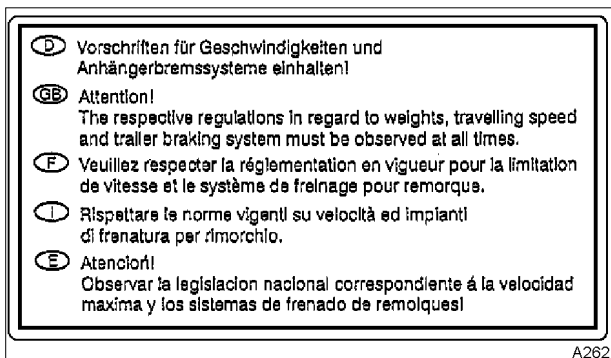 D Vorschriften für Geschwindigkeiten und
Anhängerbremssysteme einhalten!
GB Attention!
The respective regulations in regard to weights, travelling speed
and trailer braking system must be observed at all times.
F Veuillez respecter la réglementation en vigueur pour la limitation
de vitesse et le système de freinage pour remorque.
I Rispettare le norme vigenti su velocità ed impianti
di frenatura per rimorchio.
E Atención!
Observar la legislacion nacional correspondiente á la velocidad
maxima y los sistemas de frenado de remolques!
A262